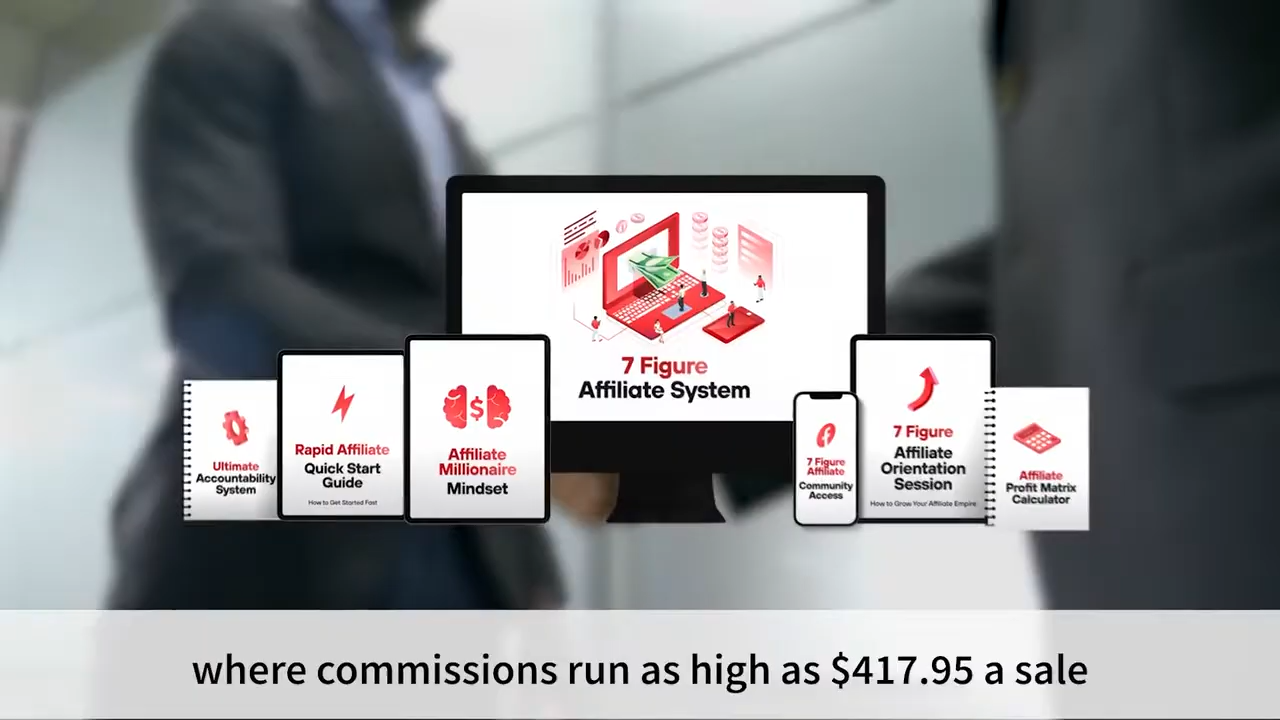 7 Figure
Affiliate System
Ultimate
Accountability
System
Rapid Affiliate
Quick Start
Guide
How to Get Started Fast
Affiliate
Millionaire
Mindset
7 Figure
Affiliate
Community
Access
7 Figure
Affiliate
Orientation
Session
How to Grow Your Affiliate Empire
Affiliate
Profit Matrix
Calculator
where commissions run as high as $417.95 a sale